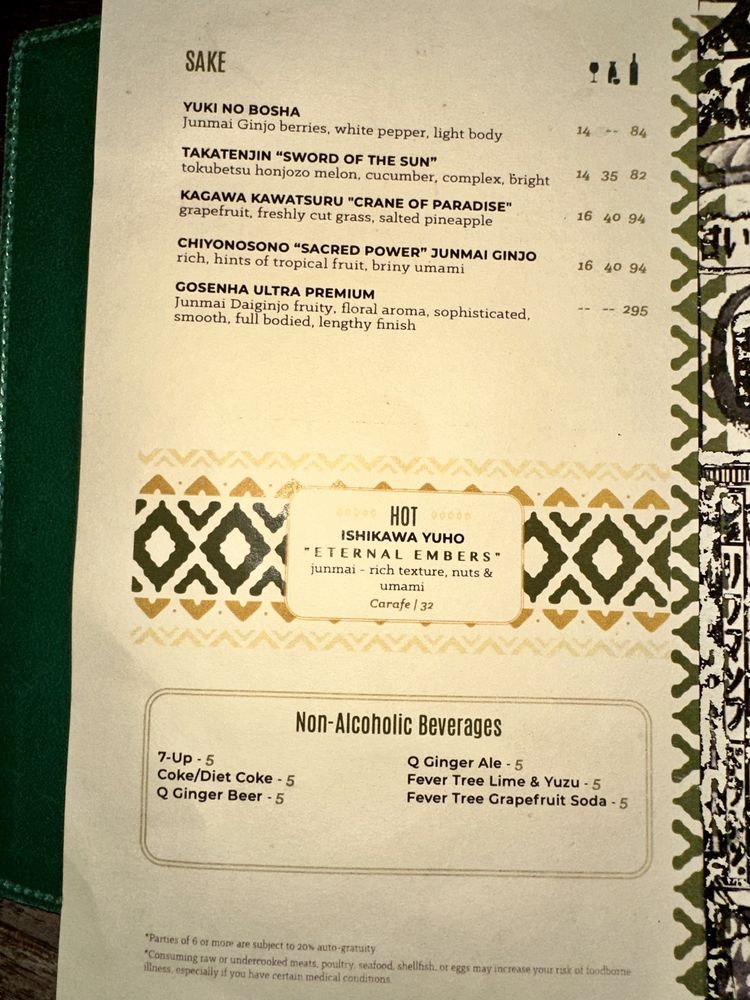 SAKE
YUKI NO BOSHA
Junmai Ginjo berries, white pepper, light body 14 -- 84
TAKATENJIN “SWORD OF THE SUN”
tokubetsu honjozo melon, cucumber, complex, bright 14 35 82
KAGAWA KAWATSURU "CRANE OF PARADISE"
grapefruit, freshly cut grass, salted pineapple 16 40 94
CHIYONOSONO “SACRED POWER” JUNMAI GINJO
rich, hints of tropical fruit, briny umami 16 40 94
GOSENHA ULTRA PREMIUM
Junmai Daiginjo fruity, floral aroma, sophisticated, -- -- 295
smooth, full bodied, lengthy finish
HOT
ISHIKAWA YUHO
"ETERNAL EMBERS"
junmai - rich texture, nuts &
umami
Carafe | 32
Non-Alcoholic Beverages
7-Up - 5
Coke/Diet Coke - 5
Q Ginger Beer - 5
Q Ginger Ale - 5
Fever Tree Lime & Yuzu - 5
Fever Tree Grapefruit Soda - 5
*Parties of 6 or more are subject to 20% auto-gratuity
*Consuming raw or undercooked meats, poultry, seafood, shellfish, or eggs may increase your risk of foodborne
illness, especially if you have certain medical conditions